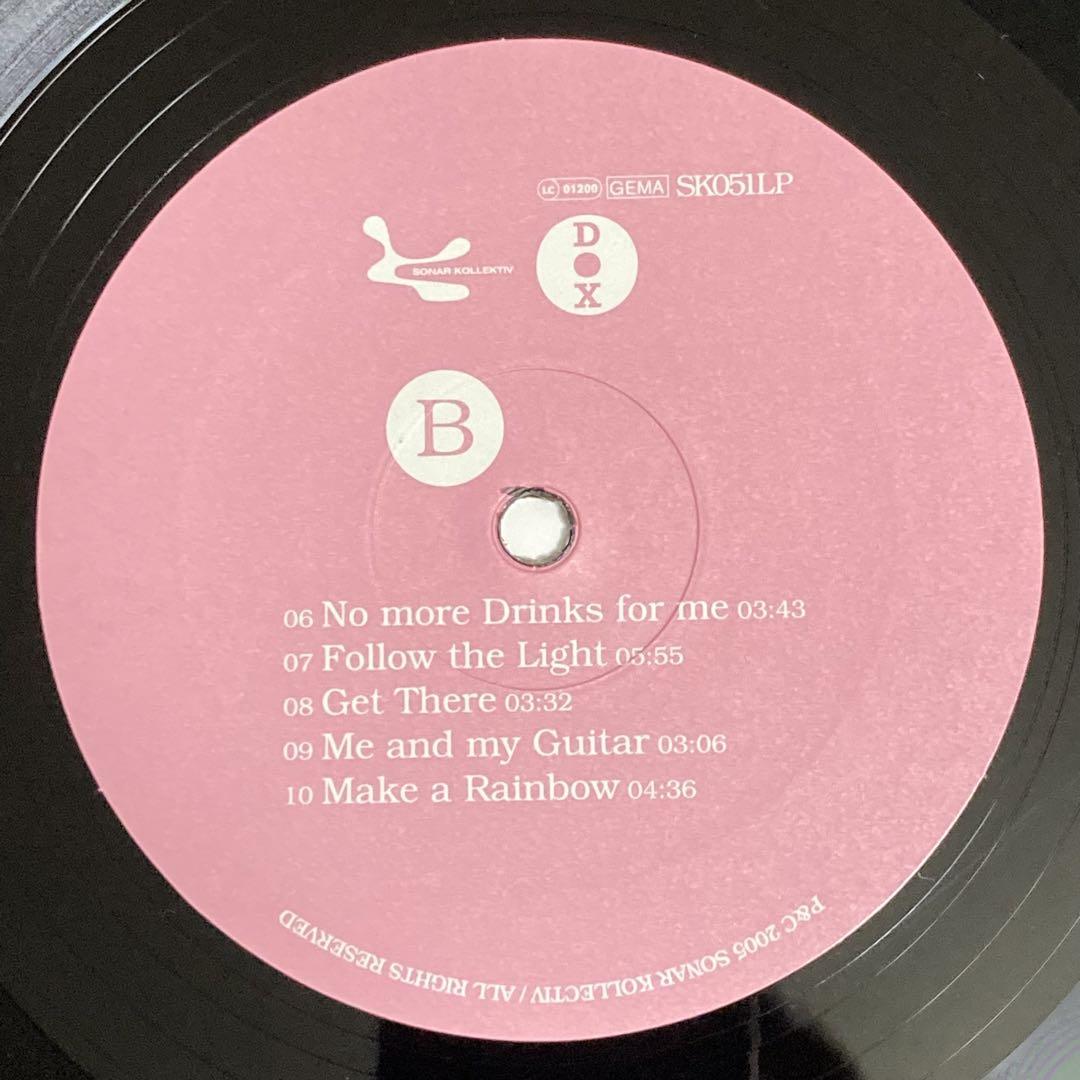 LC 01200 GEMA SK051LP
SONAR KOLLEKTIV
DOX
B
06 No more Drinks for me 03:43
07 Follow the Light 05:55
08 Get There 03:32
09 Me and my Guitar 03:06
10 Make a Rainbow 04:36
P&C 2005 SONAR KOLLECTIV / ALL RIGHTS RESERVED